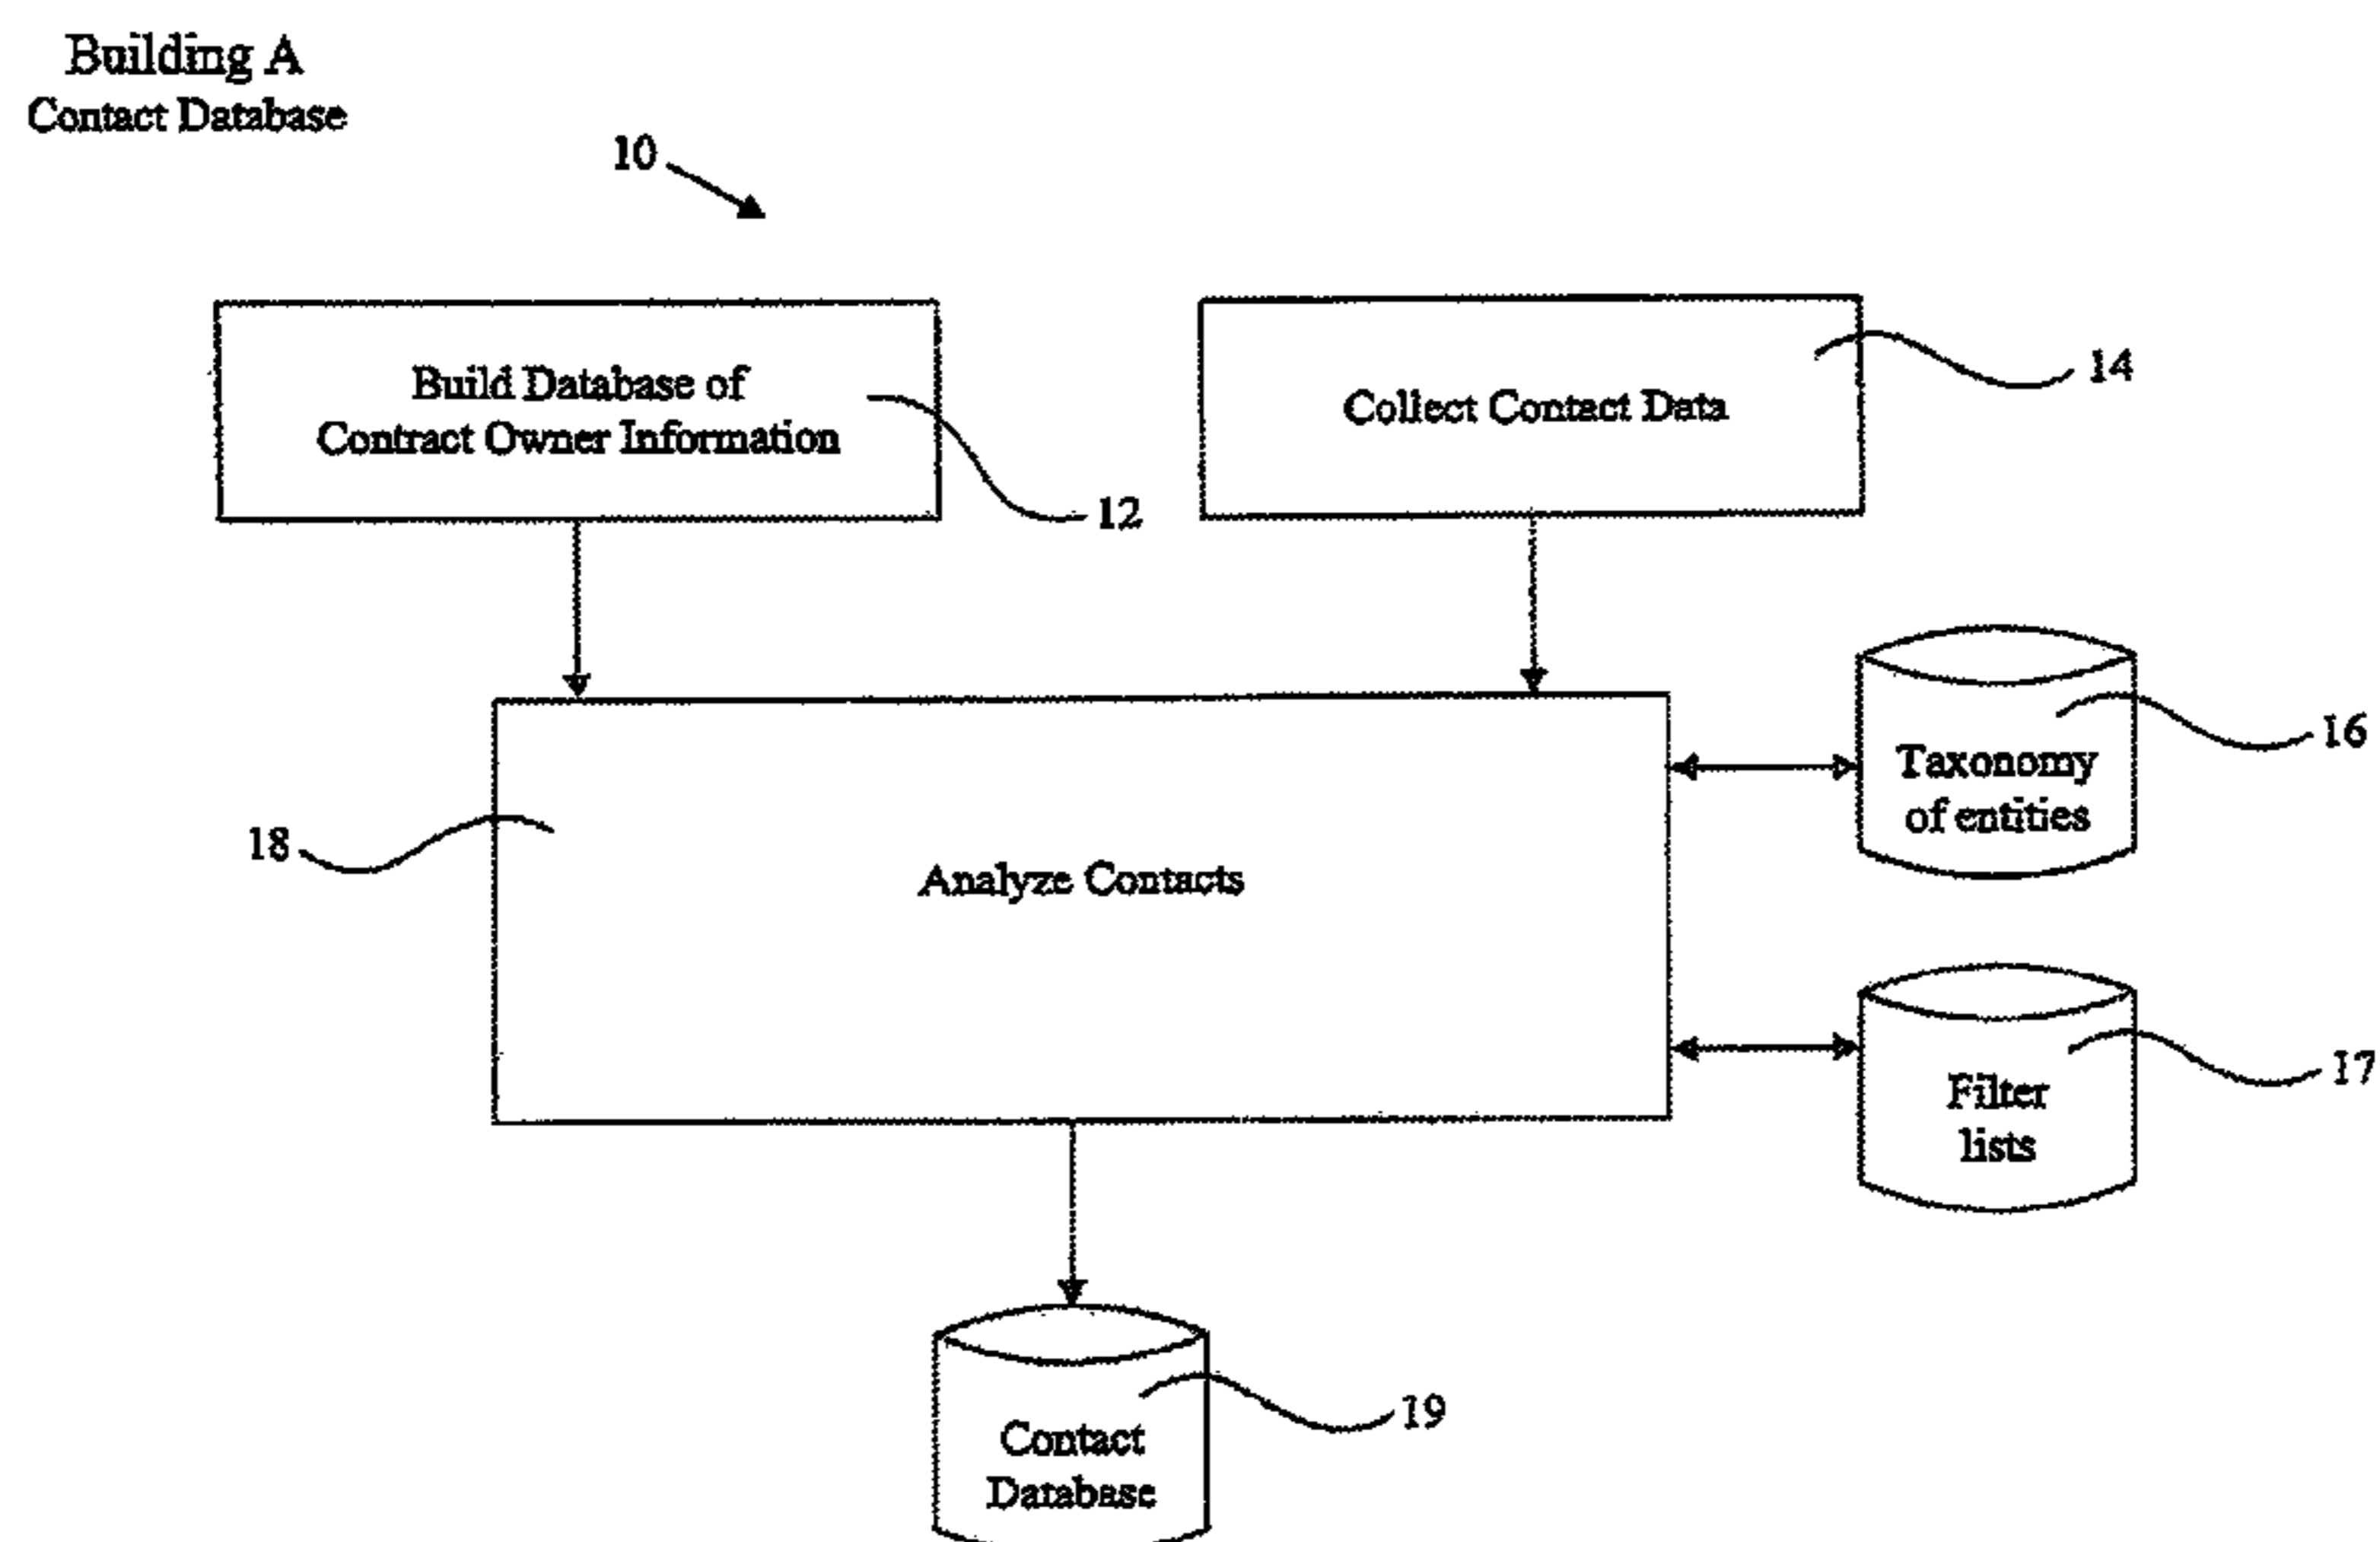 Building A
Contact Database
10
Build Database of
Contract Owner Information
12
Collect Contact Data
14
Taxonomy
of entities
16
18
Analyze Contacts
Filter
lists
17
Contact
Database
19